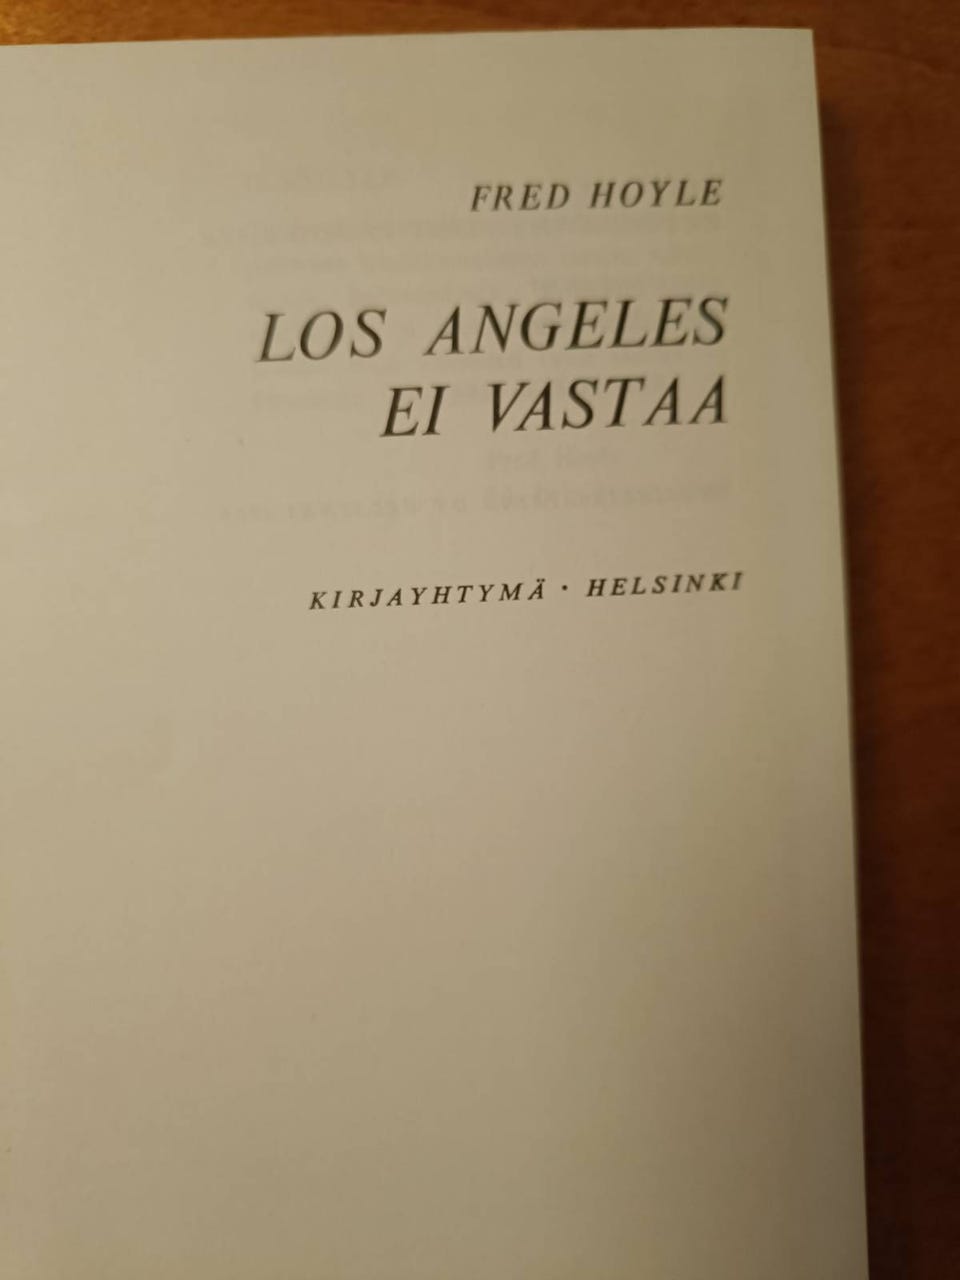 FRED HOYLE
LOS ANGELES
EI VASTAA
KIRJAYHTYMÄ · HELSINKI